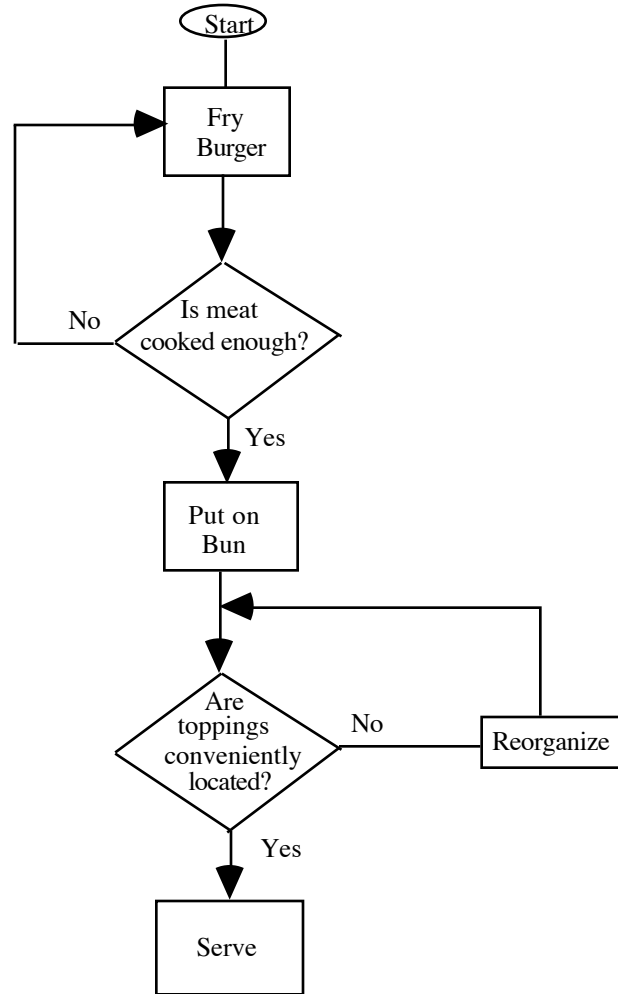 Start
Fry
Burger
Is meat
cooked enough?
No
Yes
Put on
Bun
Are
toppings
conveniently
located?
No
Reorganize
Yes
Serve